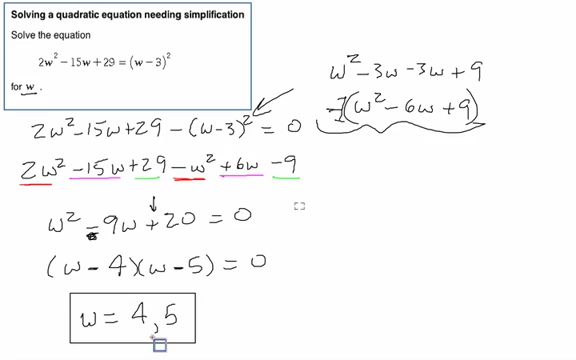 Solving a quadratic equation needing simplification
Solve the equation
2w² − 15w + 29 = (w − 3)²
for w.
w² − 3w − 3w + 9
−1(w² − 6w + 9)
2w² − 15w + 29 − (w − 3)² = 0
2w² − 15w + 29 − w² + 6w − 9
w² − 9w + 20 = 0
(w − 4)(w − 5) = 0
w = 4, 5